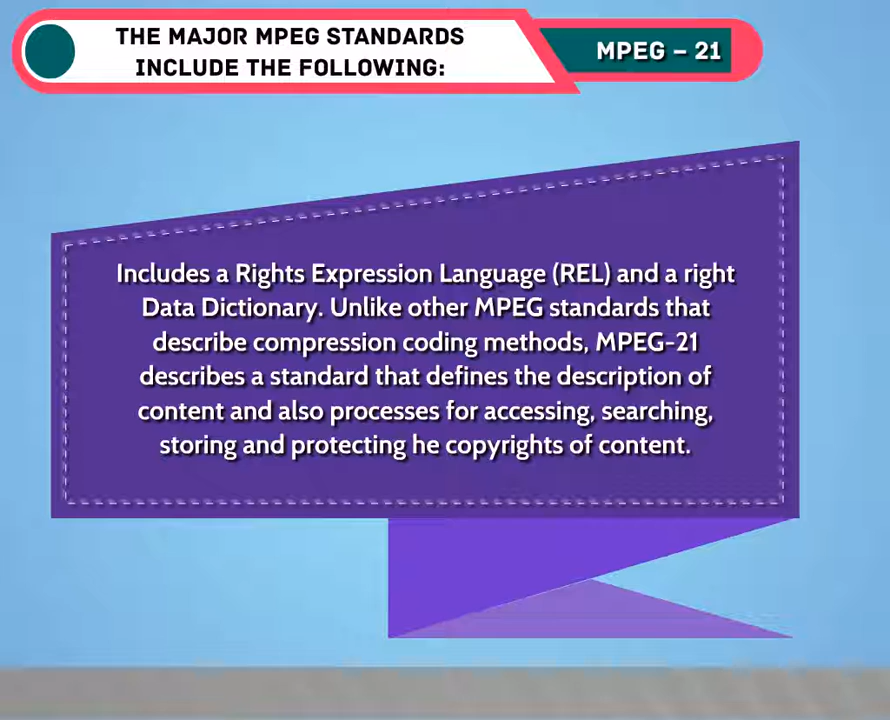 THE MAJOR MPEG STANDARDS
INCLUDE THE FOLLOWING:
MPEG – 21
Includes a Rights Expression Language (REL) and a right
Data Dictionary. Unlike other MPEG standards that
describe compression coding methods, MPEG-21
describes a standard that defines the description of
content and also processes for accessing, searching,
storing and protecting he copyrights of content.